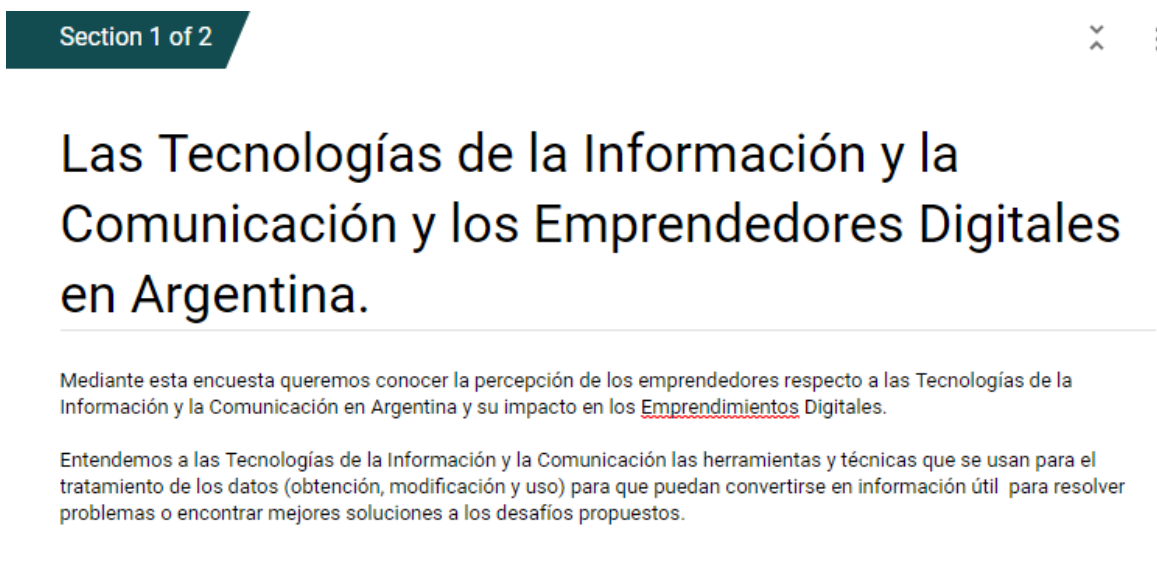 Section 1 of 2
Las Tecnologías de la Información y la
Comunicación y los Emprendedores Digitales
en Argentina.
Mediante esta encuesta queremos conocer la percepción de los emprendedores respecto a las Tecnologías de la
Información y la Comunicación en Argentina y su impacto en los Emprendimientos Digitales.
Entendemos a las Tecnologías de la Información y la Comunicación las herramientas y técnicas que se usan para el
tratamiento de los datos (obtención, modificación y uso) para que puedan convertirse en información útil  para resolver
problemas o encontrar mejores soluciones a los desafíos propuestos.